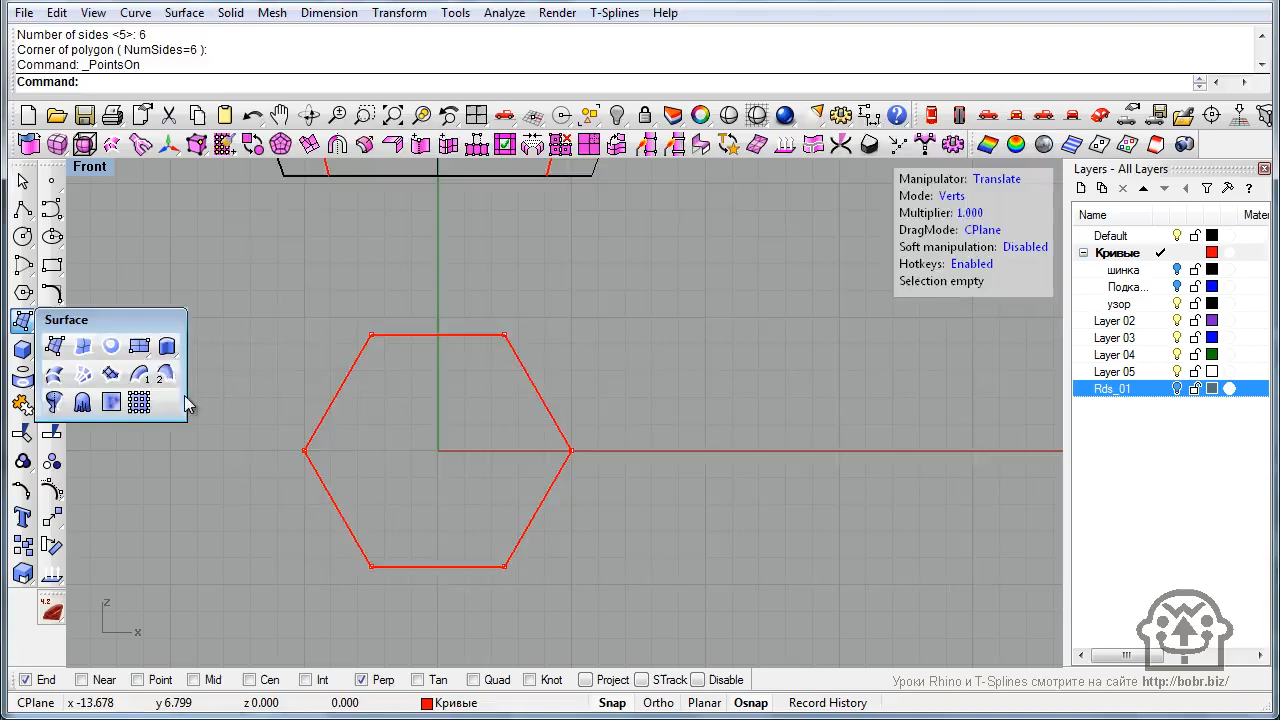 File Edit View Curve Surface Solid Mesh Dimension Transform Tools Analyze Render T-Splines Help
Number of sides <5>: 6
Corner of polygon ( NumSides=6 ):
Command: _PointsOn
Command:
Front
Manipulator: Translate
Mode: Verts
Multiplier: 1.000
DragMode: CPlane
Soft manipulation: Disabled
Hotkeys: Enabled
Selection empty
Layers - All Layers
Name Mater
Default
Кривые
шинка
Подка...
узор
Layer 02
Layer 03
Layer 04
Layer 05
Rds_01
Surface
1 2
4.2
z
x
End Near Point Mid Cen Int Perp Tan Quad Knot Project STrack Disable
Уроки Rhino и T-Splines смотрите на сайте http://bobr.biz/
CPlane x -13.678 y 6.799 z 0.000 0.000 Кривые Snap Ortho Planar Osnap Record History